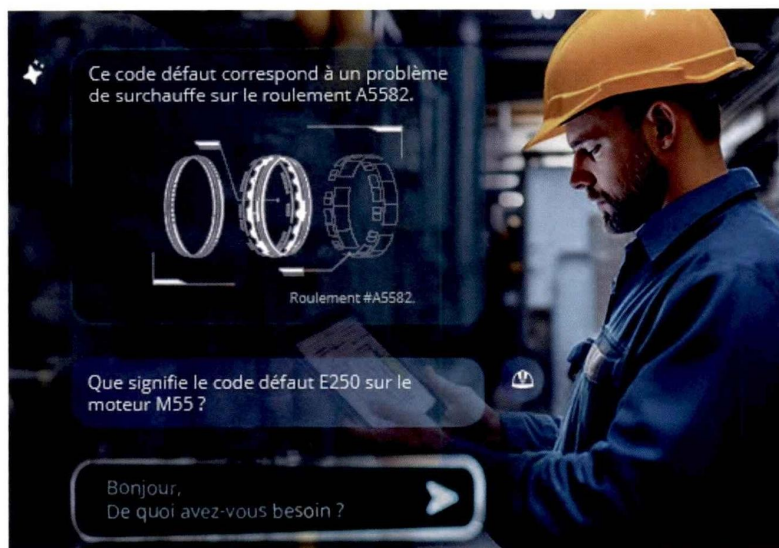 Ce code défaut correspond à un problème
de surchauffe sur le roulement A5582.
Roulement #A5582.
Que signifie le code défaut E250 sur le
moteur M55 ?
Bonjour,
De quoi avez-vous besoin ?